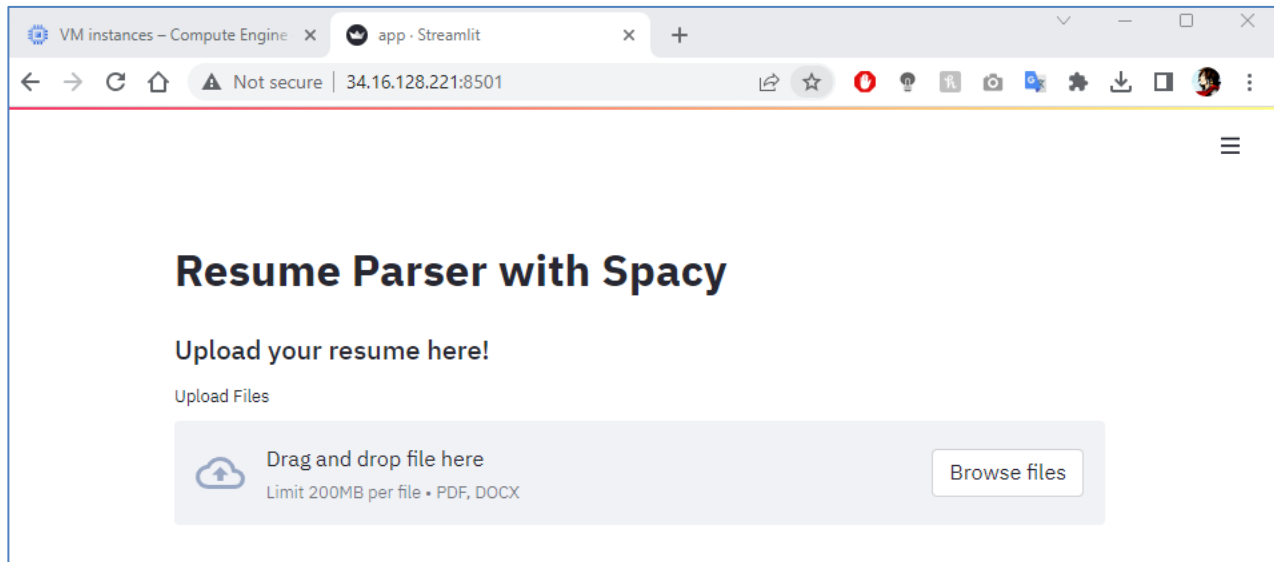 VM instances – Compute Engine
app · Streamlit
Not secure | 34.16.128.221:8501
Resume Parser with Spacy
Upload your resume here!
Upload Files
Drag and drop file here
Browse files
Limit 200MB per file • PDF, DOCX